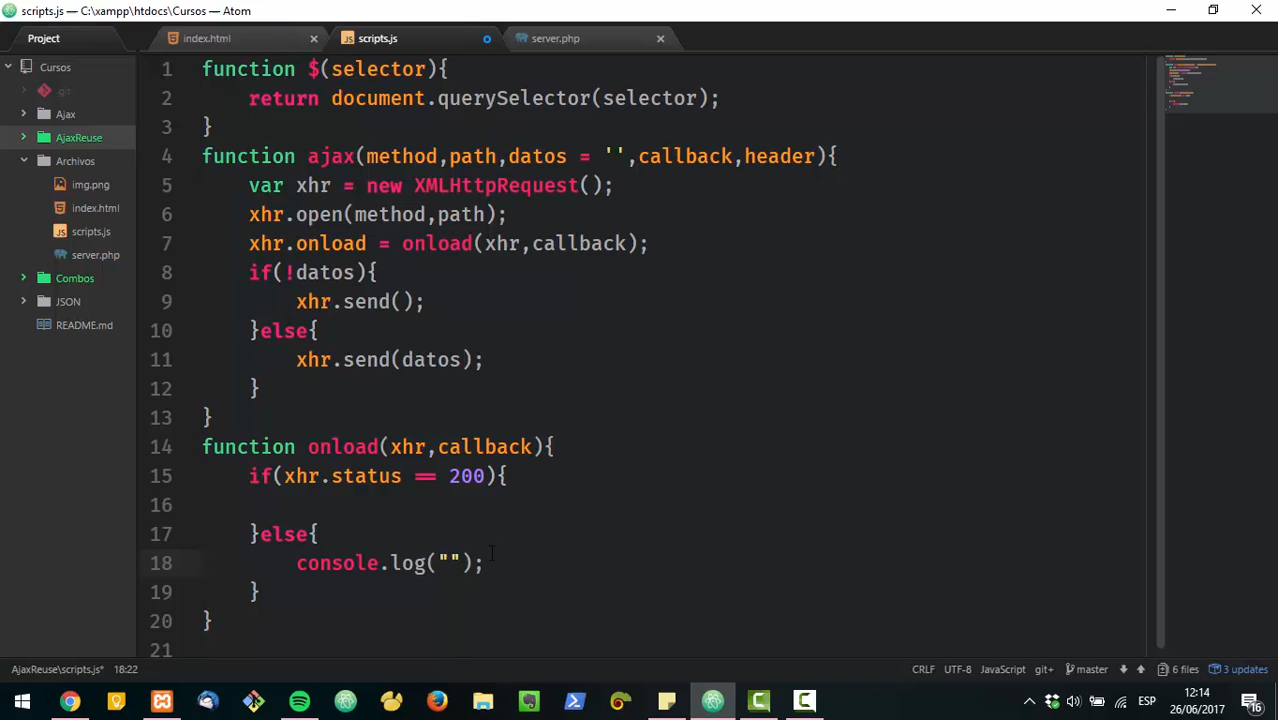 scripts.js — C:\xampp\htdocs\Cursos — Atom
Project
index.html
scripts.js
server.php
Cursos
.git
Ajax
AjaxReuse
Archivos
img.png
index.html
scripts.js
server.php
Combos
JSON
README.md
1 function $(selector){
2 return document.querySelector(selector);
3 }
4 function ajax(method,path,datos = '',callback,header){
5 var xhr = new XMLHttpRequest();
6 xhr.open(method,path);
7 xhr.onload = onload(xhr,callback);
8 if(!datos){
9 xhr.send();
10 }else{
11 xhr.send(datos);
12 }
13 }
14 function onload(xhr,callback){
15 if(xhr.status == 200){
16
17 }else{
18 console.log("");
19 }
20 }
21
AjaxReuse\scripts.js* 18:22
CRLF UTF-8 JavaScript git+ master 6 files 3 updates
ESP
12:14
26/06/2017
16